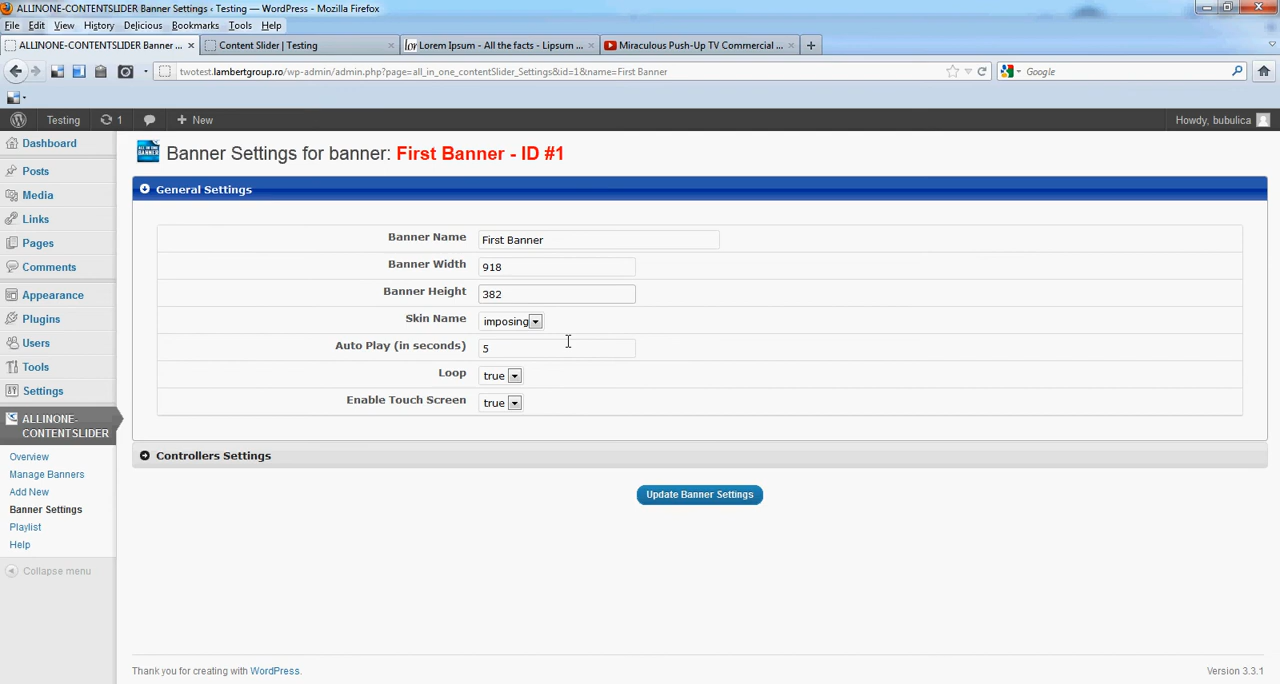 ALLINONE-CONTENTSLIDER Banner Settings ‹ Testing — WordPress - Mozilla Firefox
File Edit View History Delicious Bookmarks Tools Help
ALLINONE-CONTENTSLIDER Banner ... × Content Slider | Testing × Lorem Ipsum - All the facts - Lipsum ... × Miraculous Push-Up TV Commercial ... × +
twotest.lambertgroup.ro/wp-admin/admin.php?page=all_in_one_contentSlider_Settings&id=1&name=First Banner Google
Testing 1 + New Howdy, bubulica
Dashboard
Posts
Media
Links
Pages
Comments
Appearance
Plugins
Users
Tools
Settings
ALLINONE-
CONTENTSLIDER
Overview
Manage Banners
Add New
Banner Settings
Playlist
Help
Collapse menu
Banner Settings for banner: First Banner - ID #1
General Settings
Banner Name First Banner
Banner Width 918
Banner Height 382
Skin Name imposing
Auto Play (in seconds) 5
Loop true
Enable Touch Screen true
Controllers Settings
Update Banner Settings
Thank you for creating with WordPress. Version 3.3.1